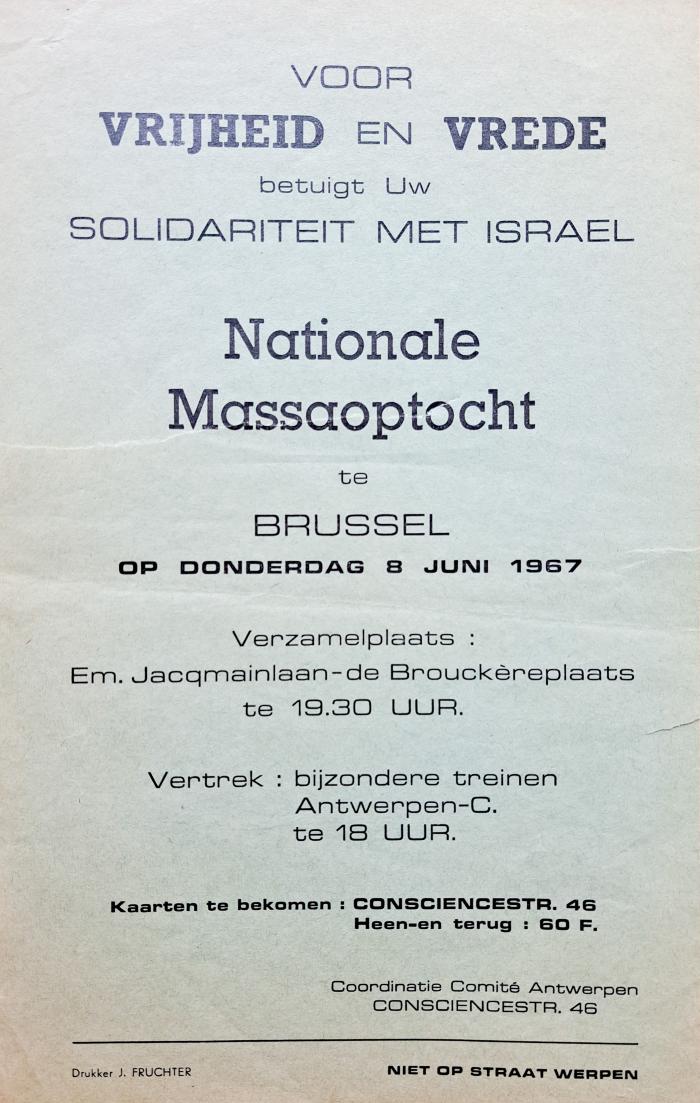 VOOR
VRIJHEID EN VREDE
betuigt Uw
SOLIDARITEIT MET ISRAEL
Nationale
Massaoptocht
te
BRUSSEL
OP DONDERDAG 8 JUNI 1967
Verzamelplaats :
Em. Jacqmainlaan-de Brouckèreplaats
te 19.30 UUR.
Vertrek : bijzondere treinen
Antwerpen-C.
te 18 UUR.
Kaarten te bekomen : CONSCIENCESTR. 46
Heen-en terug : 60 F.
Coordinatie Comité Antwerpen
CONSCIENCESTR. 46
Drukker J. FRUCHTER
NIET OP STRAAT WERPEN